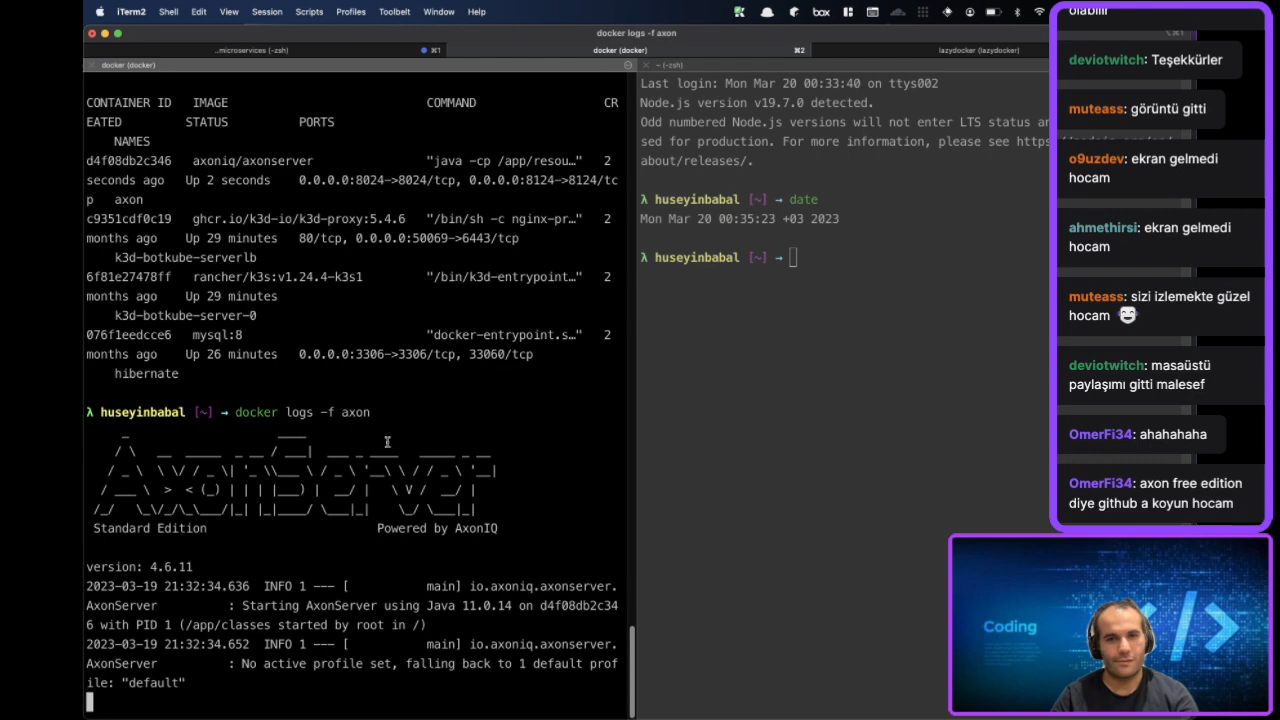 iTerm2 Shell Edit View Session Scripts Profiles Toolbelt Window Help
box
docker logs -f axon
..microservices (-zsh)
⌘1
docker (docker)
⌘2
lazydocker (lazydocker)
⌥⌘1
docker (docker)
~ (-zsh)
CONTAINER ID IMAGE COMMAND CR
EATED STATUS PORTS
NAMES
d4f08db2c346 axoniq/axonserver "java -cp /app/resou…" 2
seconds ago Up 2 seconds 0.0.0.0:8024->8024/tcp, 0.0.0.0:8124->8124/tc
p axon
c9351cdf0c19 ghcr.io/k3d-io/k3d-proxy:5.4.6 "/bin/sh -c nginx-pr…" 2
months ago Up 29 minutes 80/tcp, 0.0.0.0:50069->6443/tcp
k3d-botkube-serverlb
6f81e27478ff rancher/k3s:v1.24.4-k3s1 "/bin/k3d-entrypoint…" 2
months ago Up 29 minutes
k3d-botkube-server-0
076f1eedcce6 mysql:8 "docker-entrypoint.s…" 2
months ago Up 26 minutes 0.0.0.0:3306->3306/tcp, 33060/tcp
hibernate
λ huseyinbabal [~] → docker logs -f axon
AxonServer
Standard Edition Powered by AxonIQ
version: 4.6.11
2023-03-19 21:32:34.636 INFO 1 --- [ main] io.axoniq.axonserver.
AxonServer : Starting AxonServer using Java 11.0.14 on d4f08db2c34
6 with PID 1 (/app/classes started by root in /)
2023-03-19 21:32:34.652 INFO 1 --- [ main] io.axoniq.axonserver.
AxonServer : No active profile set, falling back to 1 default prof
ile: "default"
Last login: Mon Mar 20 00:33:40 on ttys002
Node.js version v19.7.0 detected.
Odd numbered Node.js versions will not enter LTS status an
sed for production. For more information, please see https
about/releases/.
λ huseyinbabal [~] → date
Mon Mar 20 00:35:23 +03 2023
λ huseyinbabal [~] →
olabilir
deviotwitch: Teşekkürler
muteass: görüntü gitti
o9uzdev: ekran gelmedi
hocam
ahmethirsi: ekran gelmedi
hocam
muteass: sizi izlemekte güzel
hocam
deviotwitch: masaüstü
paylaşımı gitti malesef
OmerFi34: ahahahaha
OmerFi34: axon free edition
diye github a koyun hocam
Coding